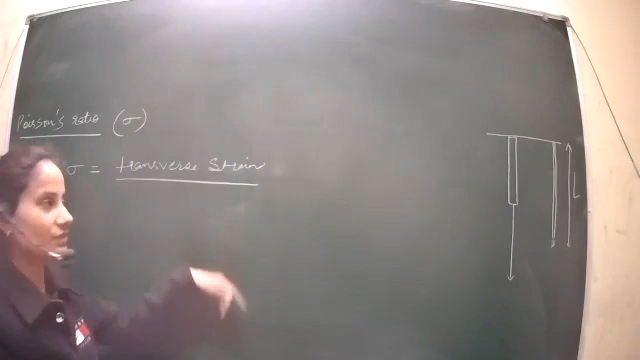 Poisson's ratio (σ)
σ = transverse strain
L